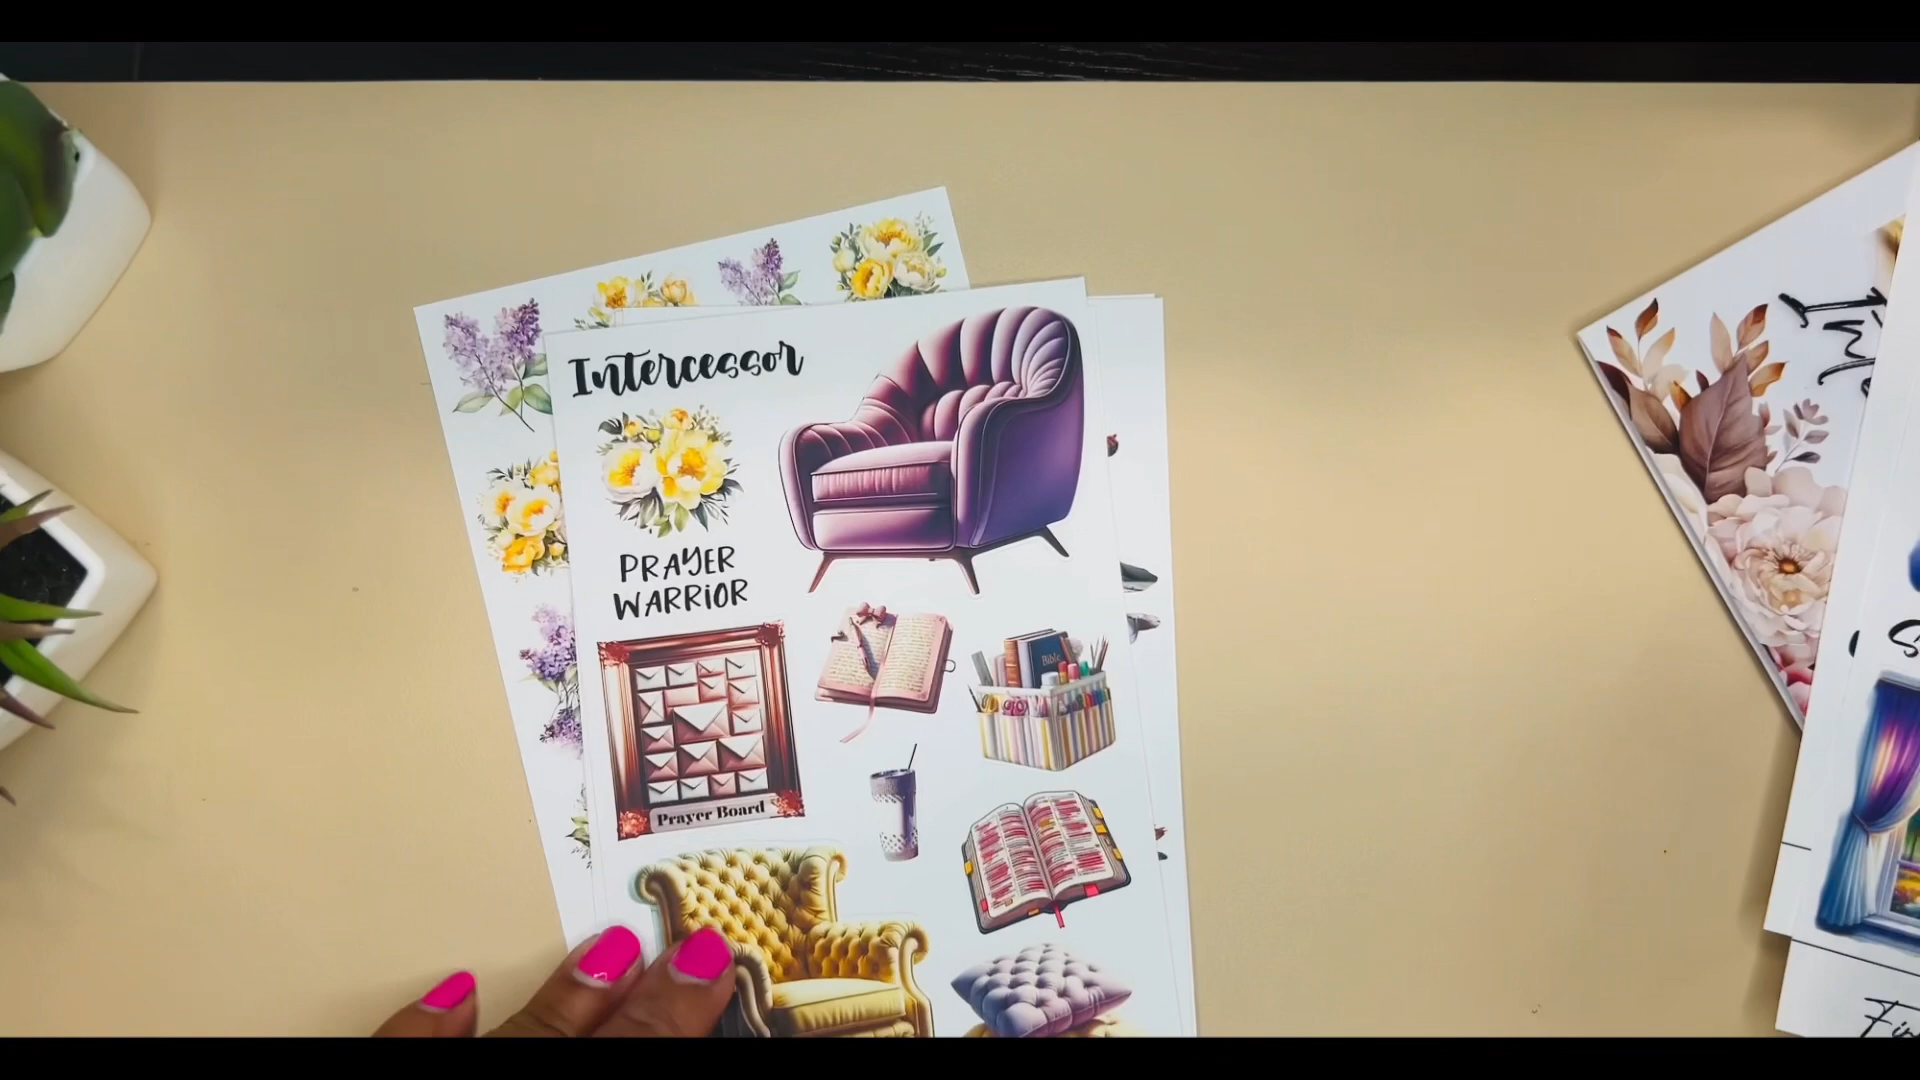 Intercessor
PRAYER
WARRIOR
Bible
Prayer Board